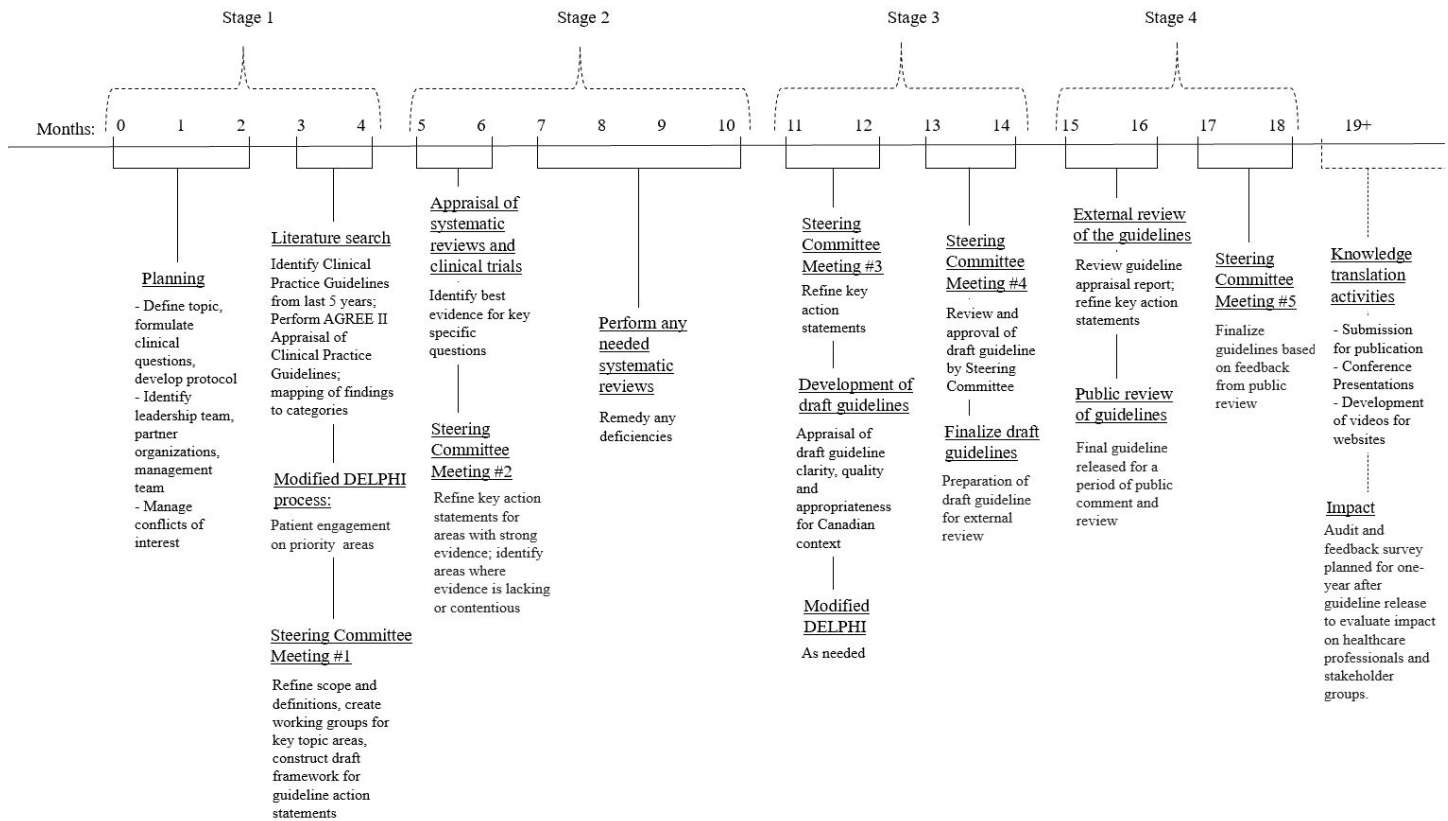 Stage 1
Stage 2
Stage 3
Stage 4
Months: 0 1 2 3 4 5 6 7 8 9 10 11 12 13 14 15 16 17 18 19+
Planning
- Define topic,
formulate
clinical
questions,
develop protocol
- Identify
leadership team,
partner
organizations,
management
team
- Manage
conflicts of
interest
Literature search
Identify Clinical
Practice Guidelines
from last 5 years;
Perform AGREE II
Appraisal of
Clinical Practice
Guidelines;
mapping of findings
to categories
Modified DELPHI
process:
Patient engagement
on priority areas
Steering Committee
Meeting #1
Refine scope and
definitions, create
working groups for
key topic areas,
construct draft
framework for
guideline action
statements
Appraisal of
systematic
reviews and
clinical trials
Identify best
evidence for key
specific
questions
Steering
Committee
Meeting #2
Refine key action
statements for
areas with strong
evidence; identify
areas where
evidence is lacking
or contentious
Perform any
needed
systematic
reviews
Remedy any
deficiencies
Steering
Committee
Meeting #3
Refine key
action
statements
Development of
draft guidelines
Appraisal of
draft guideline
clarity, quality
and
appropriateness
for Canadian
context
Modified
DELPHI
As needed
Steering
Committee
Meeting #4
Review and
approval of
draft guideline
by Steering
Committee
Finalize draft
guidelines
Preparation of
draft guideline
for external
review
External review
of the guidelines
Review guideline
appraisal report;
refine key action
statements
Public review
of guidelines
Final guideline
released for a
period of public
comment and
review
Steering
Committee
Meeting #5
Finalize
guidelines based
on feedback
from public
review
Knowledge
translation
activities
- Submission
for publication
- Conference
Presentations
- Development
of videos for
websites
Impact
Audit and
feedback survey
planned for one-
year after
guideline release
to evaluate impact
on healthcare
professionals and
stakeholder
groups.